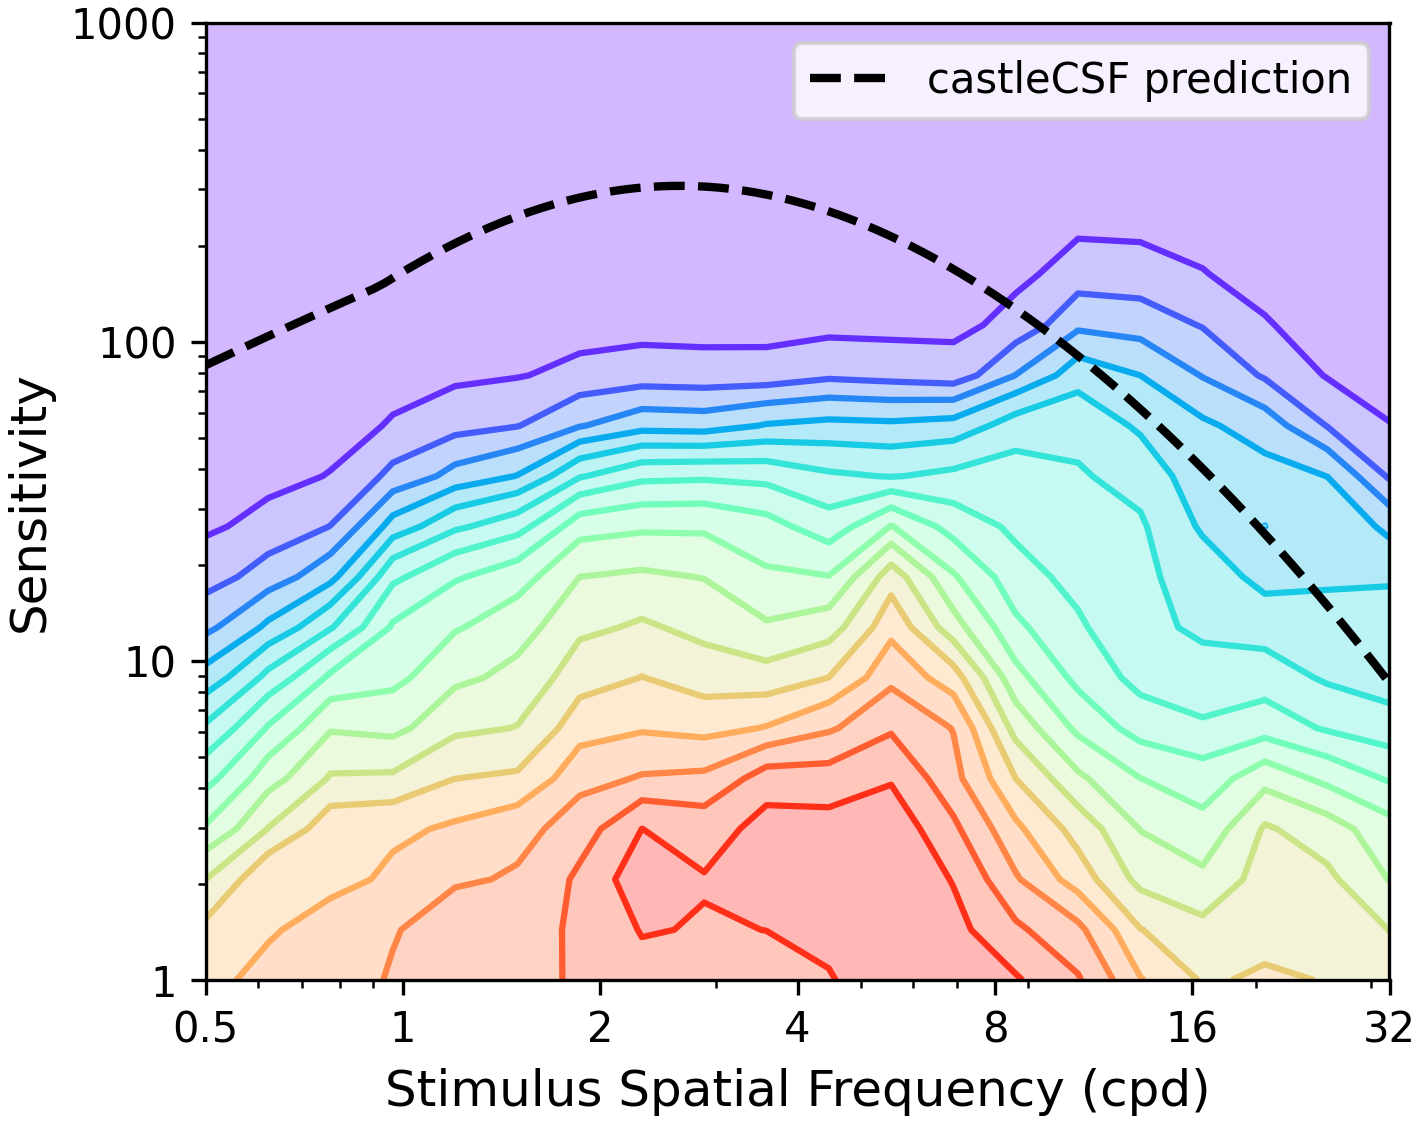 1000
castleCSF prediction
100
Sensitivity
10
1
0.5 1 2 4 8 16 32
Stimulus Spatial Frequency (cpd)